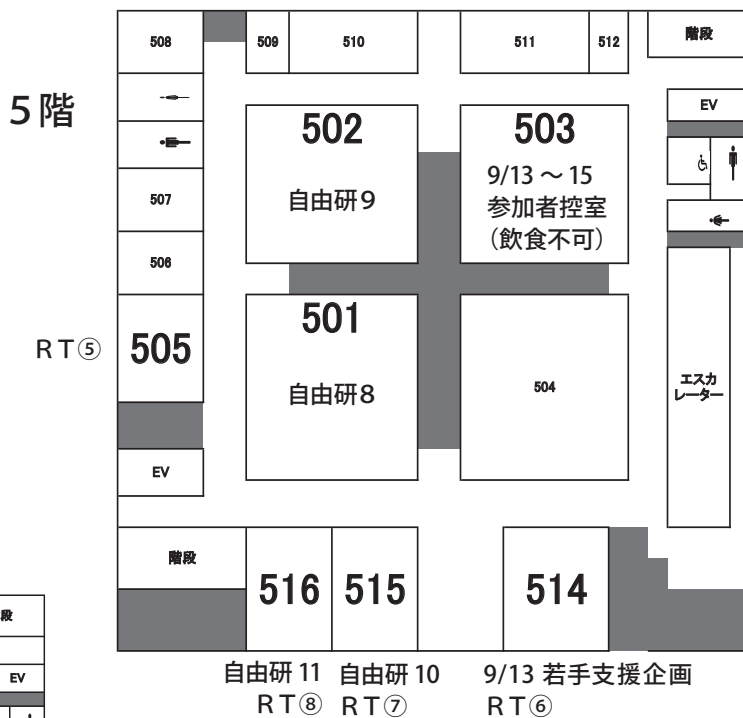 5階
508
509
510
511
512
階段
EV
502
自由研9
503
9/13 ～ 15
参加者控室
（飲食不可）
507
506
RT⑤
505
501
自由研8
504
エスカ
レーター
EV
階段
516
515
514
自由研 11
RT⑧
自由研 10
RT⑦
9/13 若手支援企画
RT⑥
段
EV